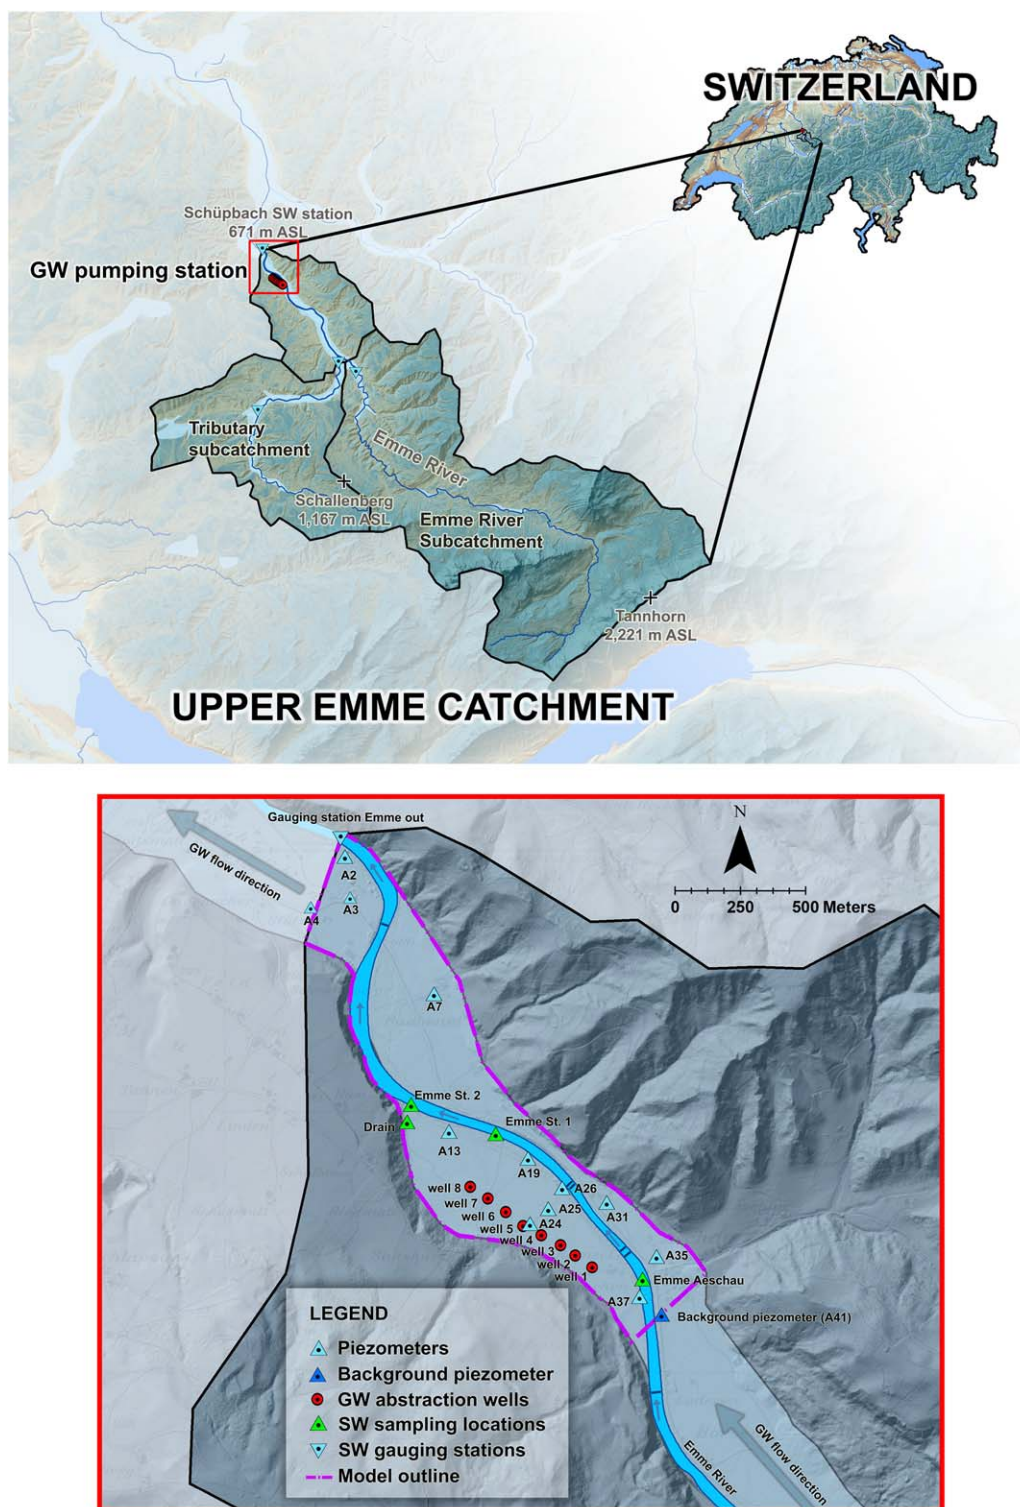 SWITZERLAND
Schüpbach SW station
671 m ASL
GW pumping station
Tributary
subcatchment
Emme River
Schallenberg
1,167 m ASL
Emme River
Subcatchment
Tannhorn
2,221 m ASL
UPPER EMME CATCHMENT
Gauging station Emme out
N
GW flow direction
A2
A3
A4
0 250 500 Meters
A7
Emme St. 2
Drain
Emme St. 1
A13
A19
well 8
A26
well 7
A25
A31
well 6
A24
well 5
well 4
well 3
A35
well 2
well 1
Emme Aeschau
A37
Background piezometer (A41)
LEGEND
Piezometers
Background piezometer
GW abstraction wells
SW sampling locations
SW gauging stations
Model outline
GW flow direction
Emme River